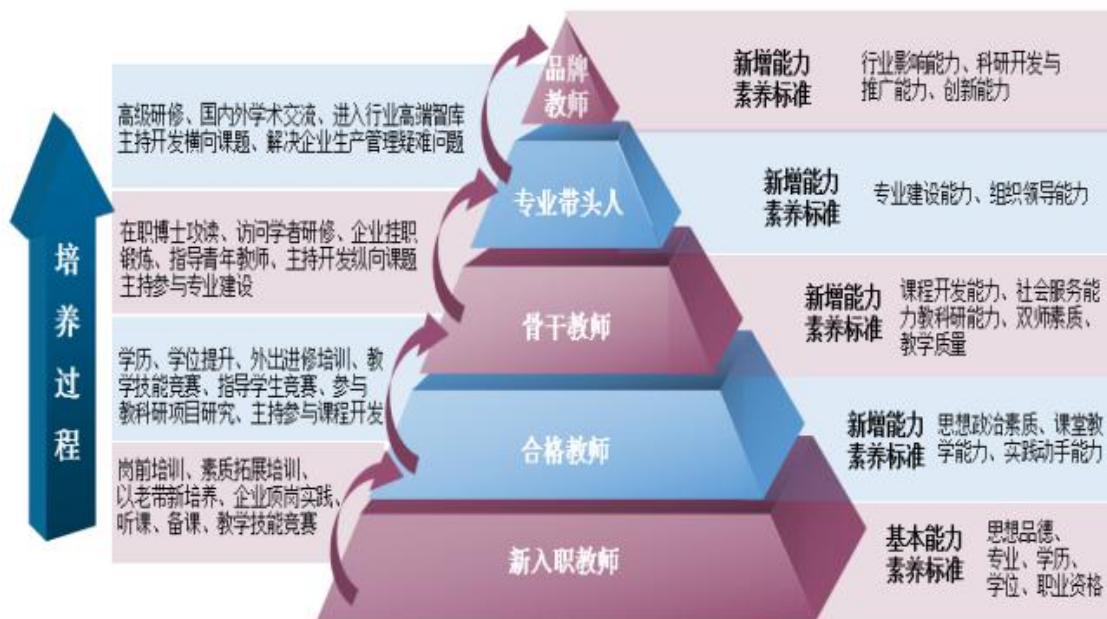 培养过程
高级研修、国内外学术交流、进入行业高端智库
主持开发横向课题、解决企业生产管理疑难问题
在职博士攻读、访问学者研修、企业挂职
锻炼、指导青年教师、主持开发纵向课题
主持参与专业建设
学历、学位提升、外出进修培训、教
学技能竞赛、指导学生竞赛、参与
教科研项目研究、主持参与课程开发
岗前培训、素质拓展培训、
以老带新培养、企业顶岗实践、
听课、备课、教学技能竞赛
品牌
教师
专业带头人
骨干教师
合格教师
新入职教师
新增能力
素养标准
行业影响能力、科研开发与
推广能力、创新能力
新增能力
素养标准
专业建设能力、组织领导能力
新增能力
素养标准
课程开发能力、社会服务能
力教科研能力、双师素质、
教学质量
新增能力
素养标准
思想政治素质、课堂教
学能力、实践动手能力
基本能力
素养标准
思想品德、
专业、学历、
学位、职业资格